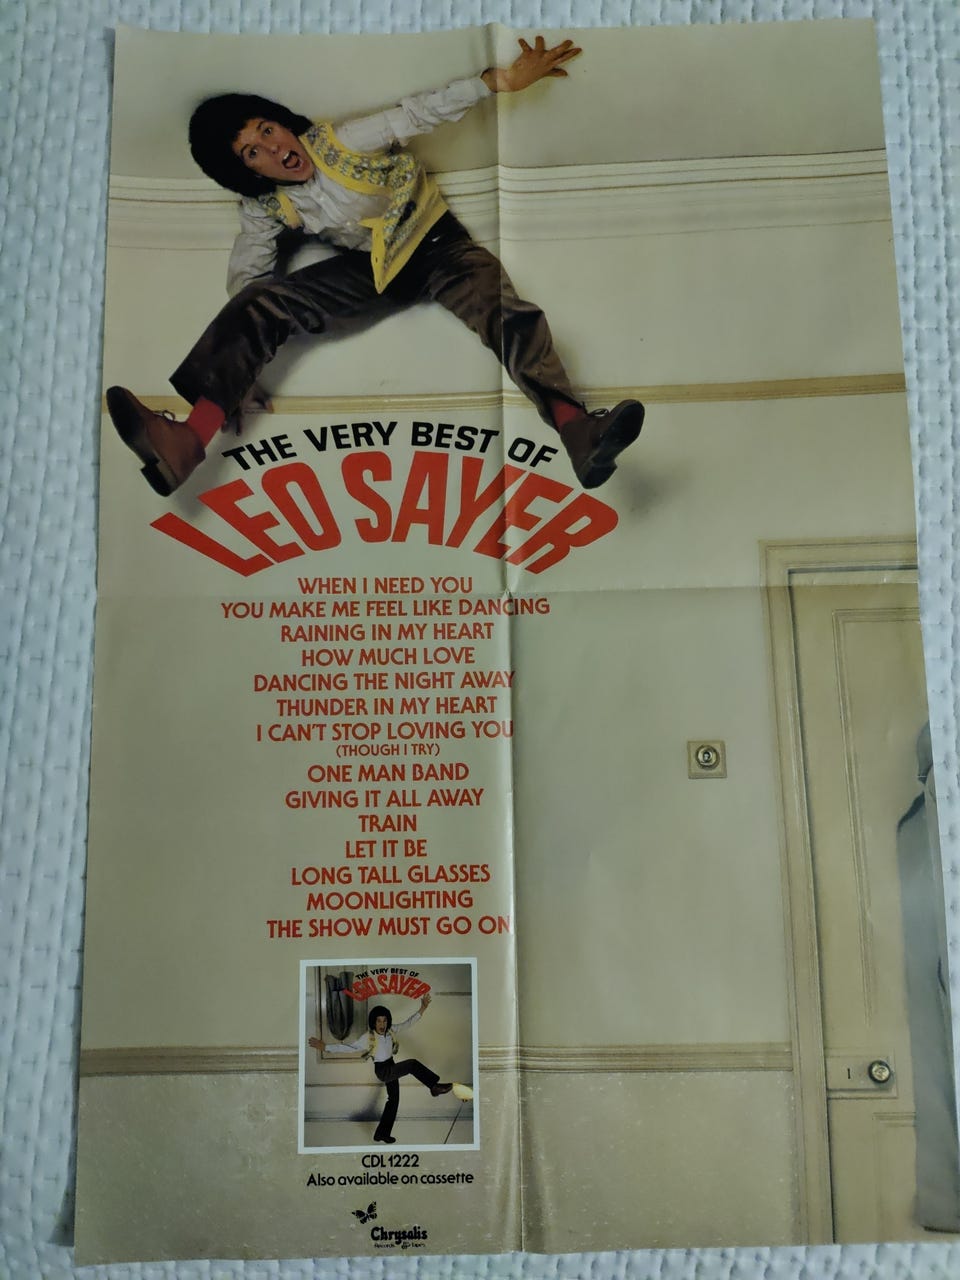 THE VERY BEST OF
LEO SAYER
WHEN I NEED YOU
YOU MAKE ME FEEL LIKE DANCING
RAINING IN MY HEART
HOW MUCH LOVE
DANCING THE NIGHT AWAY
THUNDER IN MY HEART
I CAN'T STOP LOVING YOU
(THOUGH I TRY)
ONE MAN BAND
GIVING IT ALL AWAY
TRAIN
LET IT BE
LONG TALL GLASSES
MOONLIGHTING
THE SHOW MUST GO ON
THE VERY BEST OF
LEO SAYER
CDL 1222
Also available on cassette
Chrysalis
Records Tapes